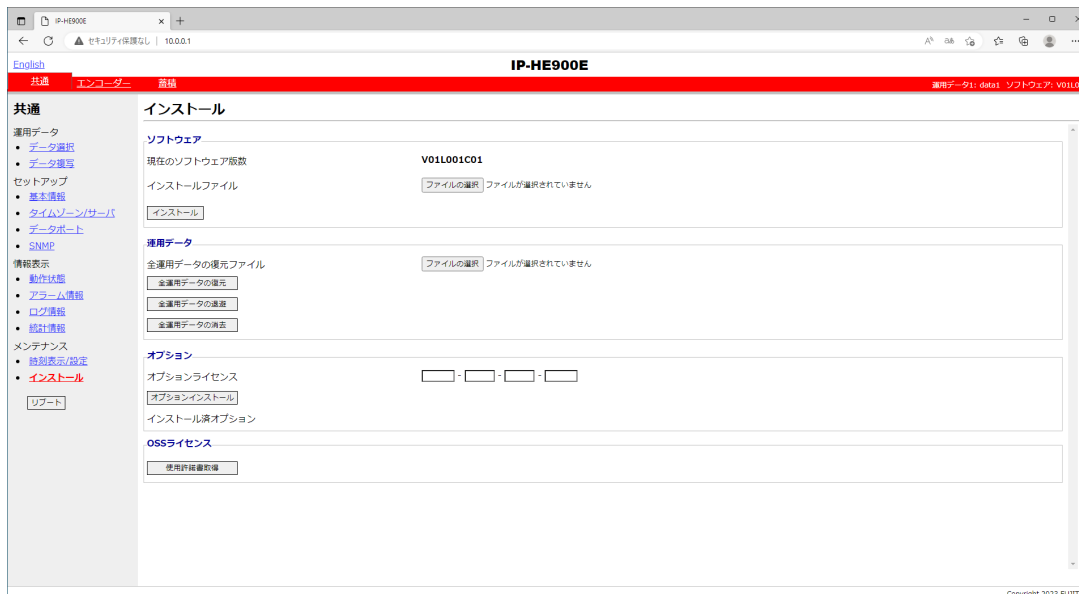 IP-HE900E
セキュリティ保護なし | 10.0.0.1
English
IP-HE900E
共通 エンコーダー 蓄積
運用データ1: data1 ソフトウェア: V01L0
共通
運用データ
データ選択
データ複写
セットアップ
基本情報
タイムゾーン/サーバ
データポート
SNMP
情報表示
動作状態
アラーム情報
ログ情報
統計情報
メンテナンス
時刻表示/設定
インストール
リブート
インストール
ソフトウェア
現在のソフトウェア版数 V01L001C01
インストールファイル ファイルの選択 ファイルが選択されていません
インストール
運用データ
全運用データの復元ファイル ファイルの選択 ファイルが選択されていません
全運用データの復元
全運用データの退避
全運用データの消去
オプション
オプションライセンス - - -
オプションインストール
インストール済オプション
OSSライセンス
使用許諾書取得
Copyright 2023 FUJIT